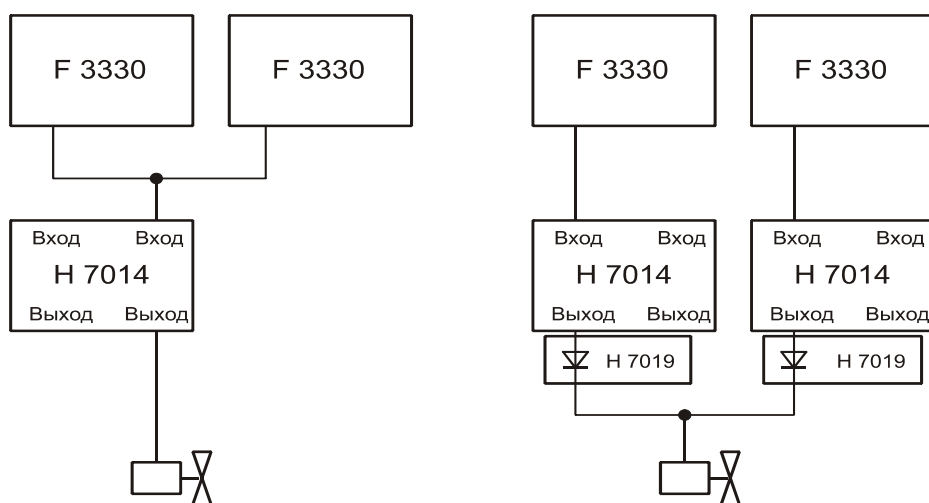 F 3330 F 3330 F 3330 F 3330
Вход Вход Вход Вход Вход Вход
H 7014 H 7014 H 7014
Выход Выход Выход Выход Выход Выход
H 7019 H 7019